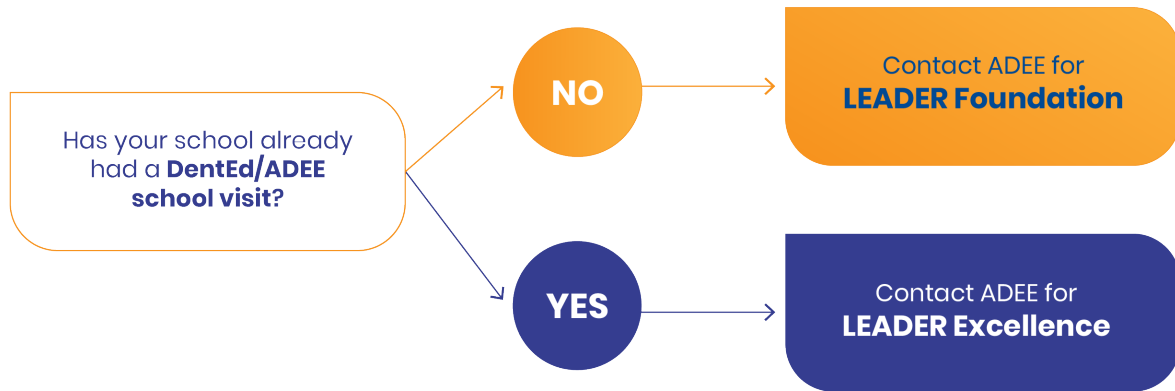 Has your school already
had a DentEd/ADEE
school visit?
NO
Contact ADEE for
LEADER Foundation
YES
Contact ADEE for
LEADER Excellence